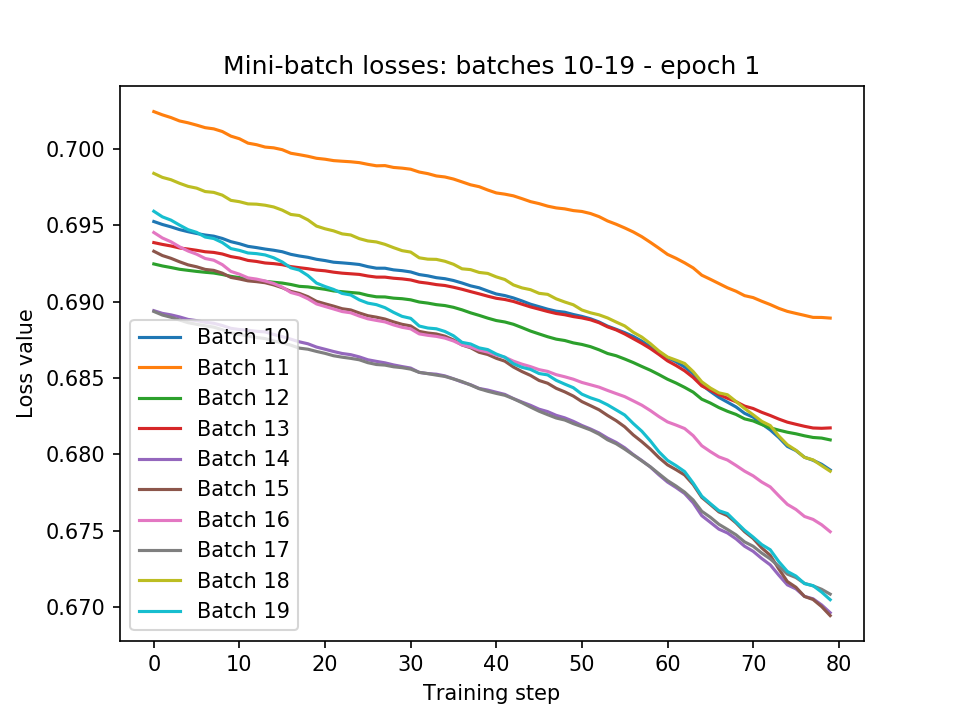 Mini-batch losses: batches 10-19 - epoch 1
Loss value
0.700
0.695
0.690
0.685
0.680
0.675
0.670
Batch 10
Batch 11
Batch 12
Batch 13
Batch 14
Batch 15
Batch 16
Batch 17
Batch 18
Batch 19
0 10 20 30 40 50 60 70 80
Training step